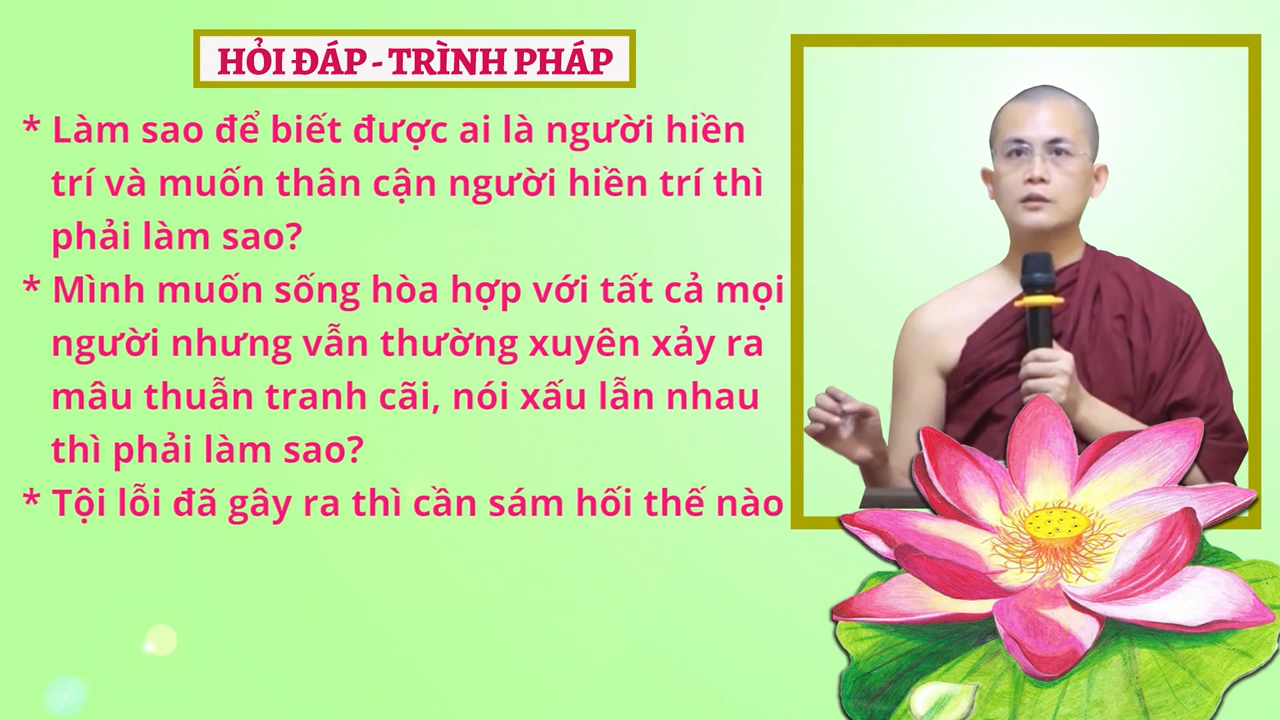 HỎI ĐÁP - TRÌNH PHÁP
* Làm sao để biết được ai là người hiền
trí và muốn thân cận người hiền trí thì
phải làm sao?
* Mình muốn sống hòa hợp với tất cả mọi
người nhưng vẫn thường xuyên xảy ra
mâu thuẫn tranh cãi, nói xấu lẫn nhau
thì phải làm sao?
* Tội lỗi đã gây ra thì cần sám hối thế nào